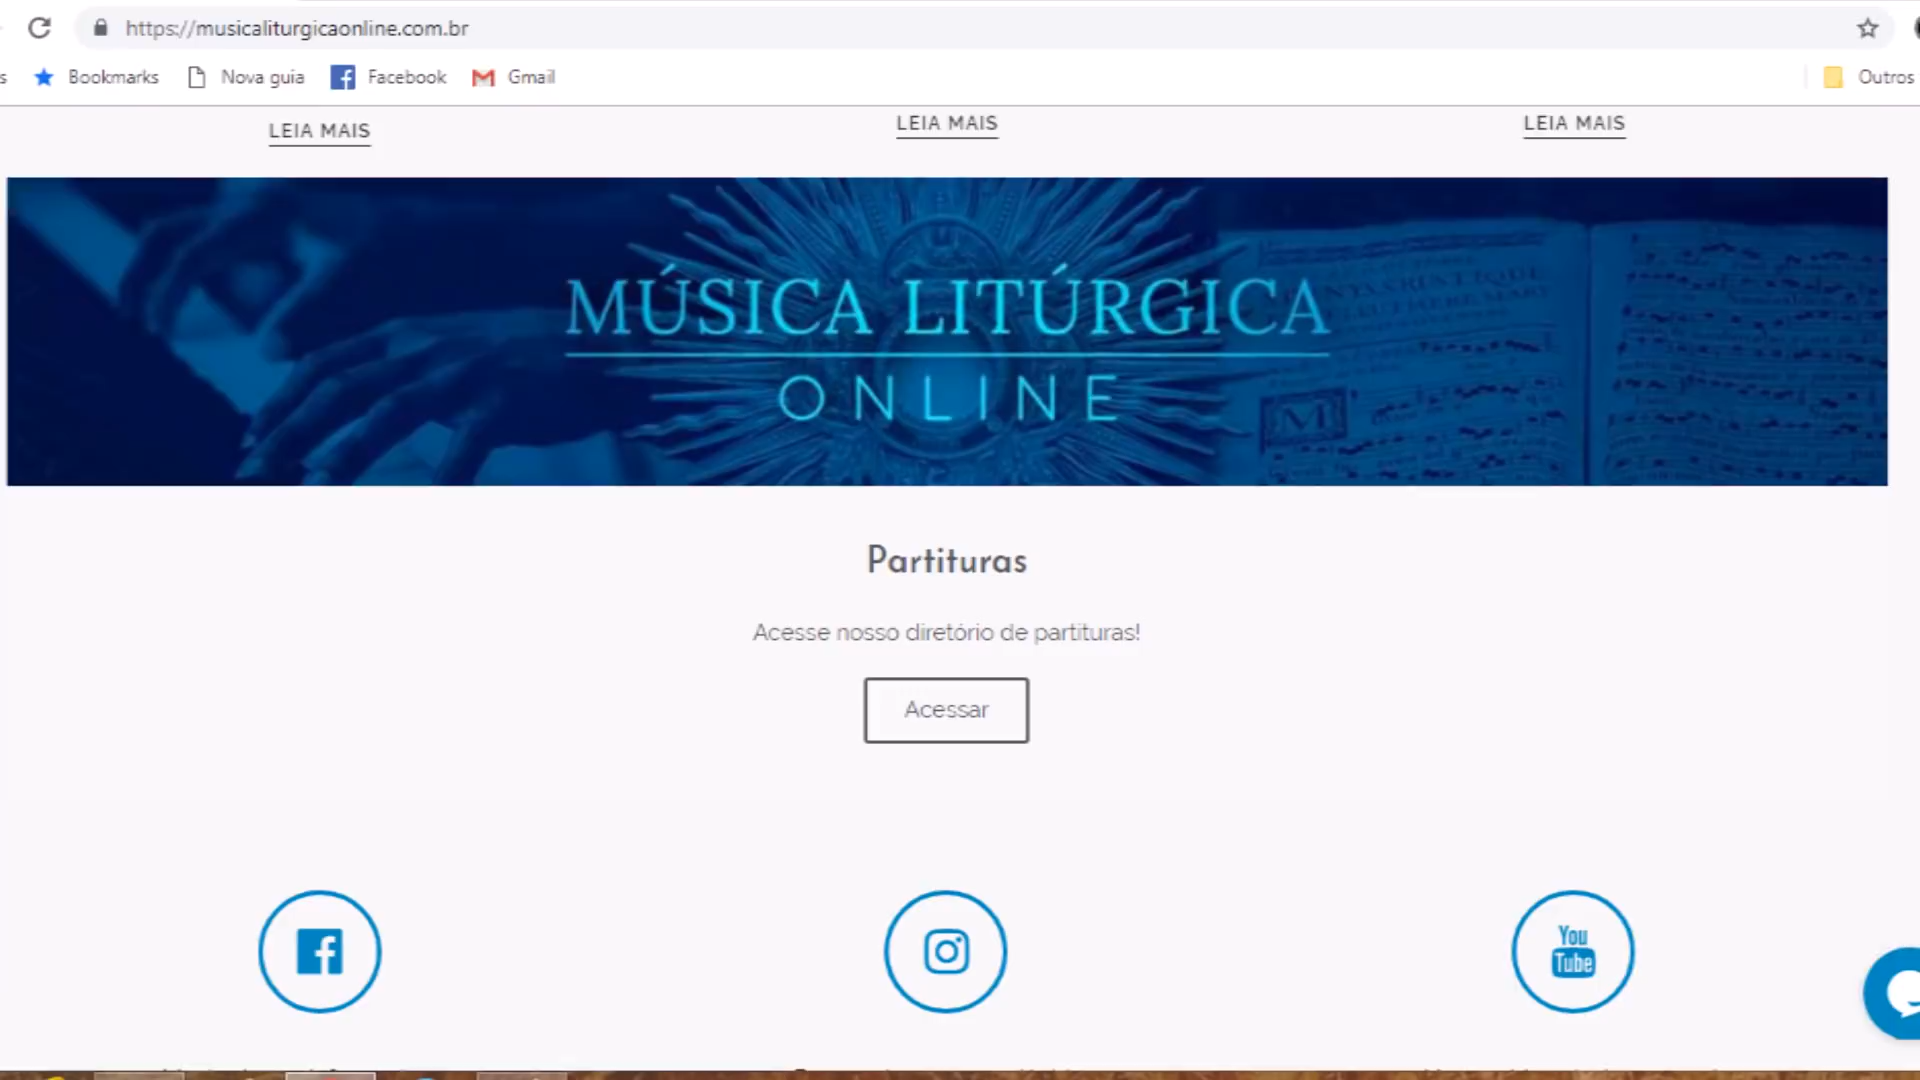 https://musicaliturgicaonline.com.br
s Bookmarks Nova guia Facebook Gmail Outros
LEIA MAIS LEIA MAIS LEIA MAIS
MÚSICA LITÚRGICA
ONLINE
M
Partituras
Acesse nosso diretório de partituras!
Acessar
You
Tube